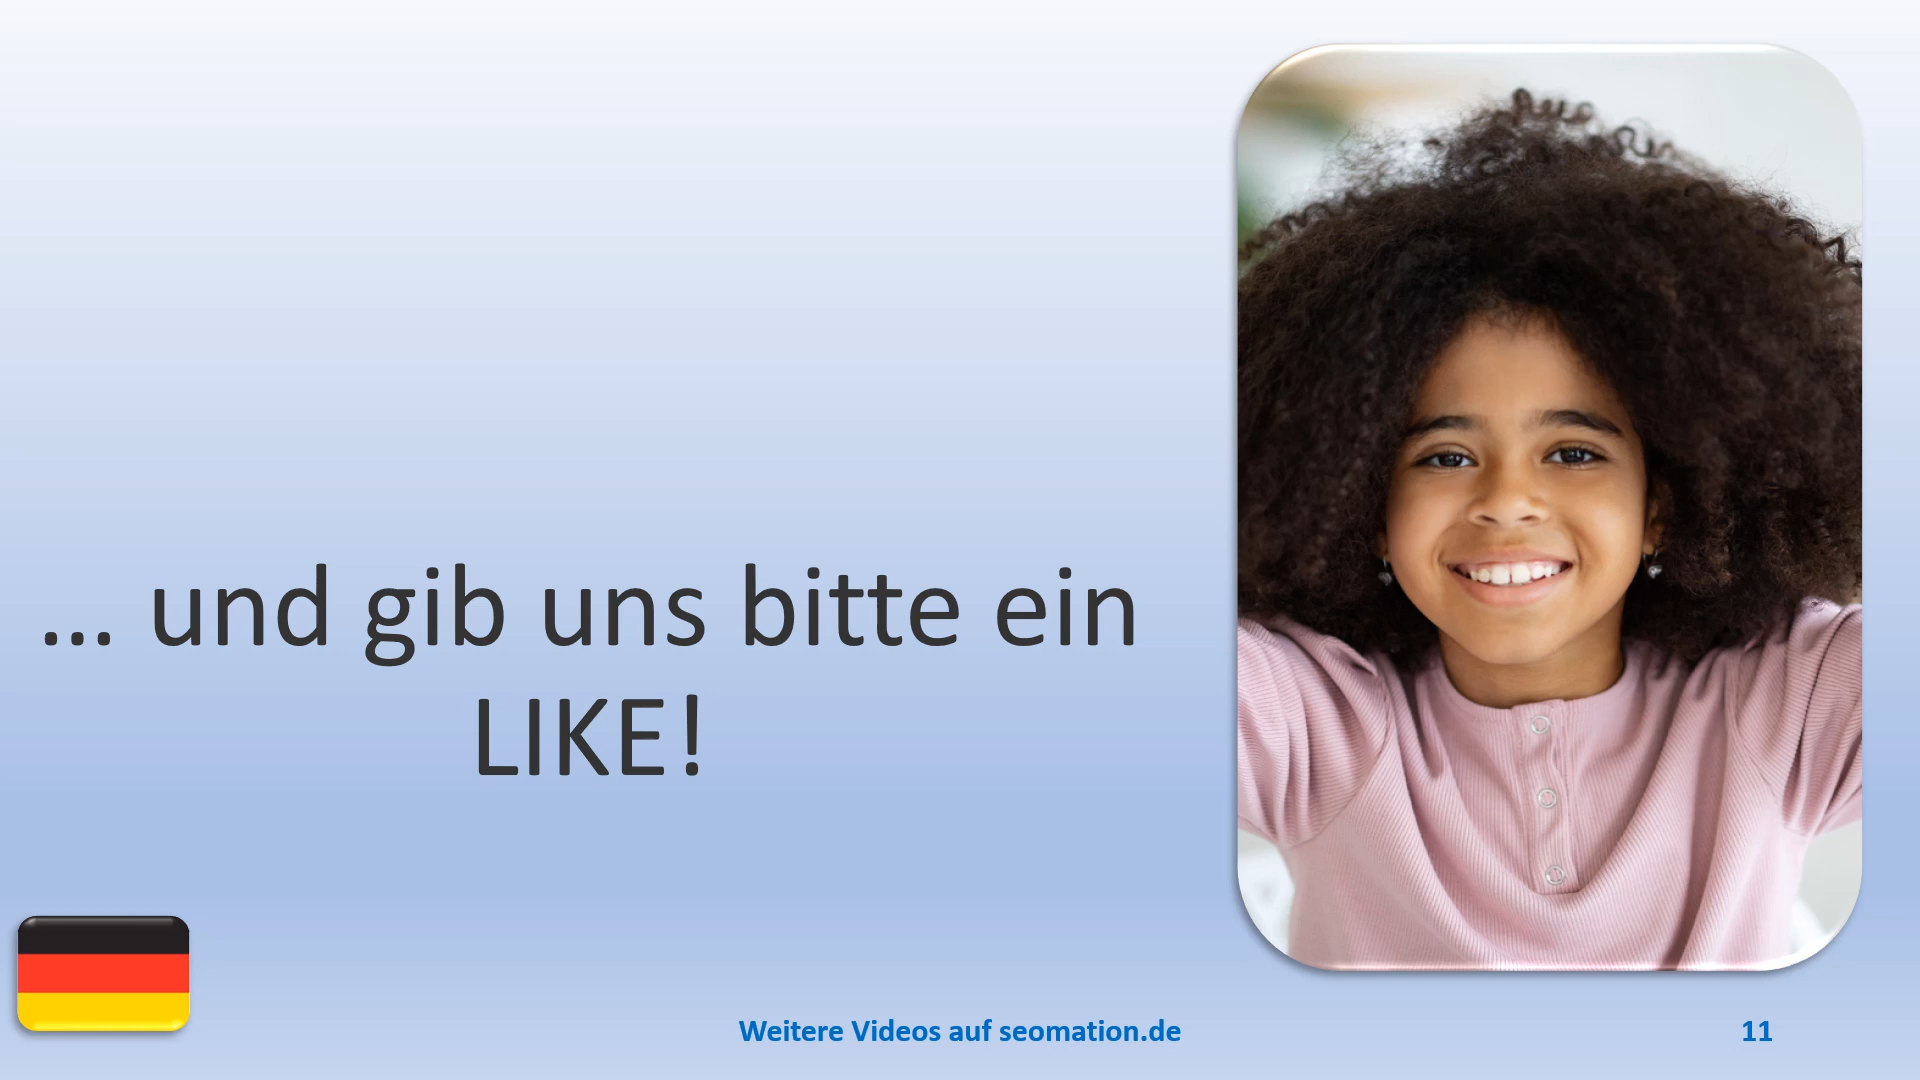 ... und gib uns bitte ein
LIKE!
Weitere Videos auf seomation.de
11